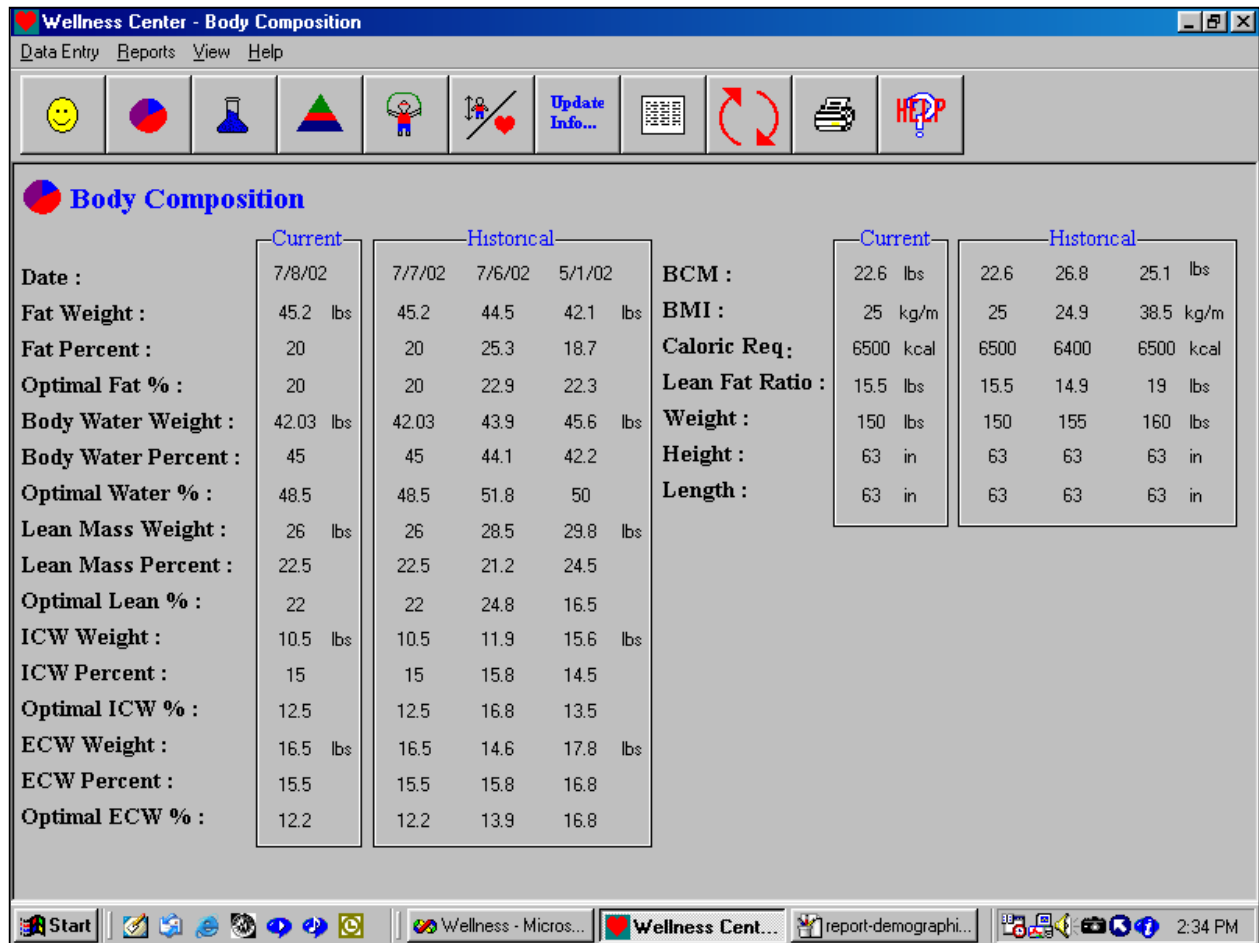 Wellness Center - Body Composition
Data Entry Reports View Help
Update
Info...
HELP
Body Composition
Current Historical Current Historical
Date : 7/8/02 7/7/02 7/6/02 5/1/02 BCM : 22.6 lbs 22.6 26.8 25.1 lbs
Fat Weight : 45.2 lbs 45.2 44.5 42.1 lbs BMI : 25 kg/m 25 24.9 38.5 kg/m
Fat Percent : 20 20 25.3 18.7 Caloric Req: 6500 kcal 6500 6400 6500 kcal
Optimal Fat % : 20 20 22.9 22.3 Lean Fat Ratio : 15.5 lbs 15.5 14.9 19 lbs
Body Water Weight : 42.03 lbs 42.03 43.9 45.6 lbs Weight : 150 lbs 150 155 160 lbs
Body Water Percent : 45 45 44.1 42.2 Height : 63 in 63 63 63 in
Optimal Water % : 48.5 48.5 51.8 50 Length : 63 in 63 63 63 in
Lean Mass Weight : 26 lbs 26 28.5 29.8 lbs
Lean Mass Percent : 22.5 22.5 21.2 24.5
Optimal Lean % : 22 22 24.8 16.5
ICW Weight : 10.5 lbs 10.5 11.9 15.6 lbs
ICW Percent : 15 15 15.8 14.5
Optimal ICW % : 12.5 12.5 16.8 13.5
ECW Weight : 16.5 lbs 16.5 14.6 17.8 lbs
ECW Percent : 15.5 15.5 15.8 16.8
Optimal ECW % : 12.2 12.2 13.9 16.8
Start Wellness - Micros... Wellness Cent... report-demographi... 2:34 PM